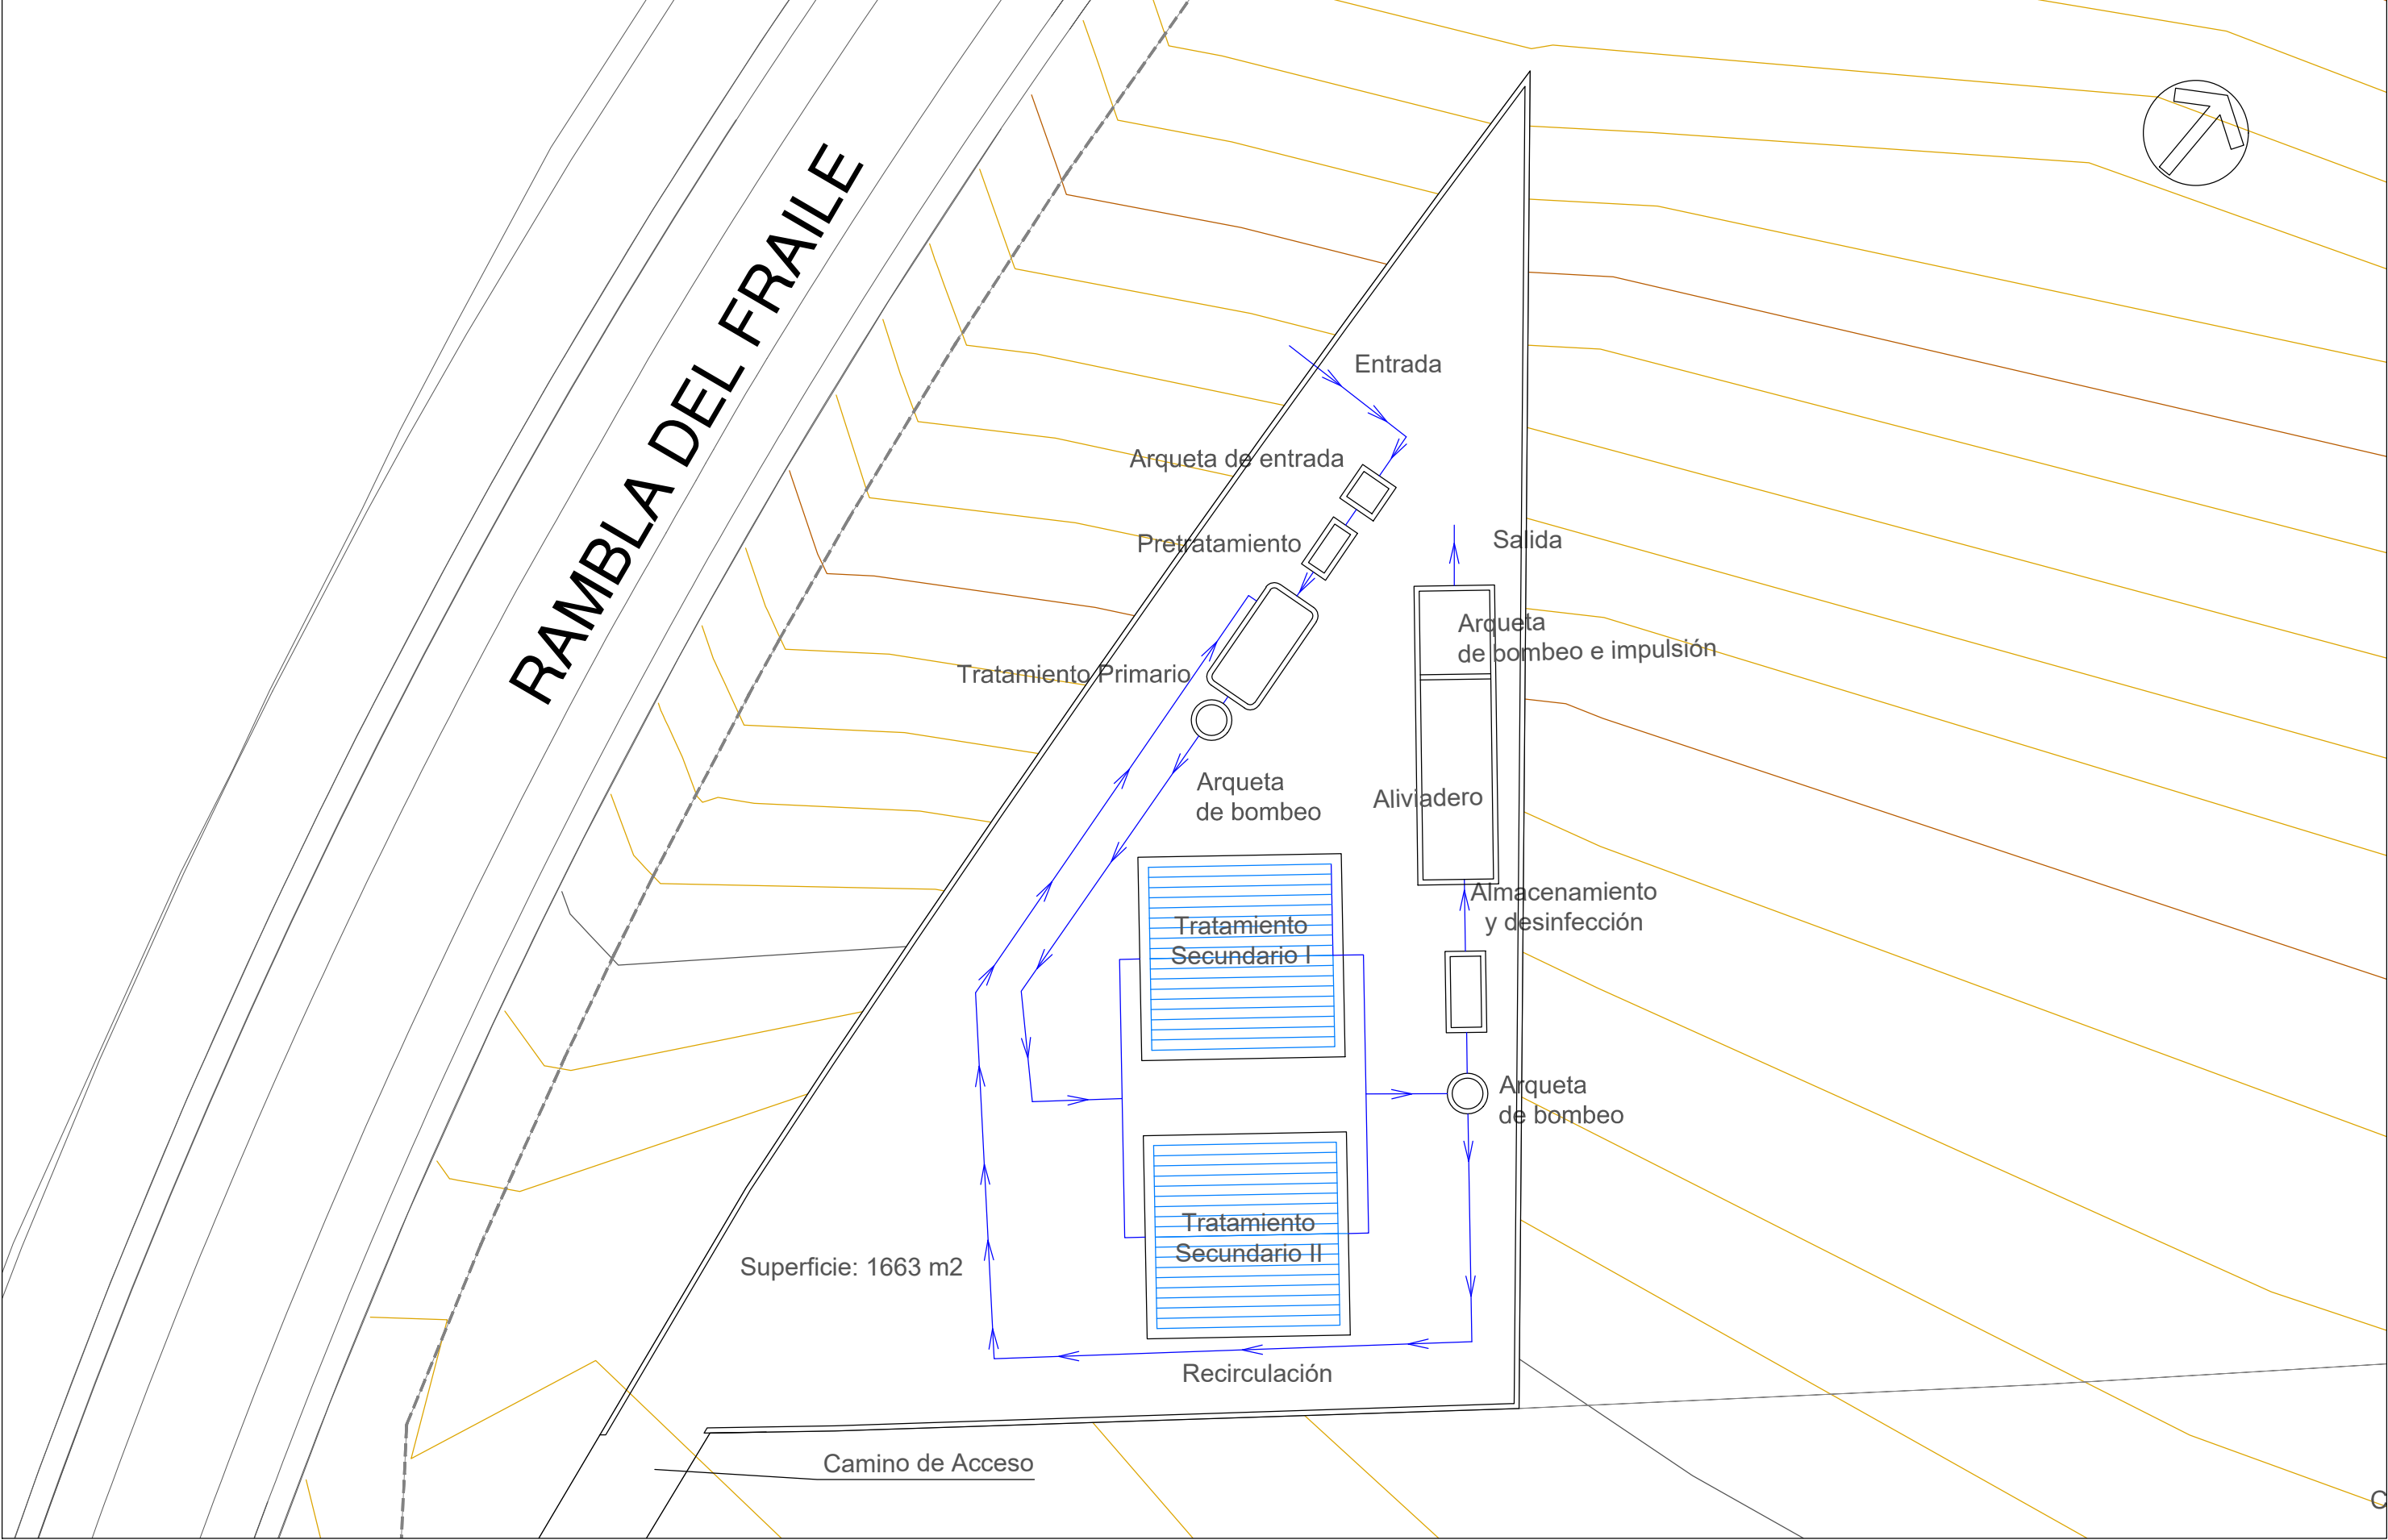 RAMBLA DEL FRAILE
Entrada
Arqueta de entrada
Pretratamiento
Salida
Arqueta
de bombeo e impulsión
Tratamiento Primario
Arqueta
de bombeo
Aliviadero
Almacenamiento
y desinfección
Tratamiento
Secundario I
Arqueta
de bombeo
Tratamiento
Secundario II
Superficie: 1663 m2
Recirculación
Camino de Acceso